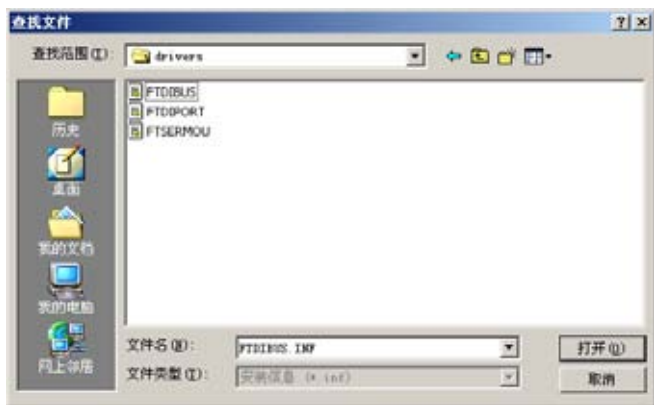 查找文件
查找范围(I):
drivers
历史
桌面
我的文档
我的电脑
网上邻居
FTDIBUS
FTDIPORT
FTSERMOU
文件名(N):
FTDIBUS.INF
打开(O)
文件类型(T):
安装信息 (*.inf)
取消